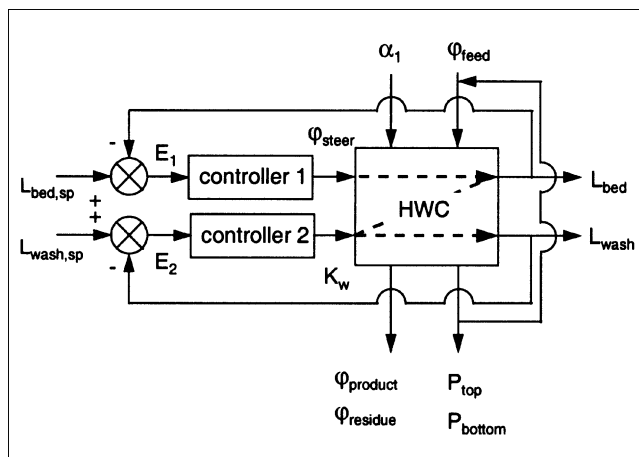 α1 φfeed
-
φsteer
E1
controller 1
Lbed,sp
Lbed
+
+
HWC
controller 2
Lwash,sp
Lwash
E2
-
Kw
φproduct Ptop
φresidue Pbottom